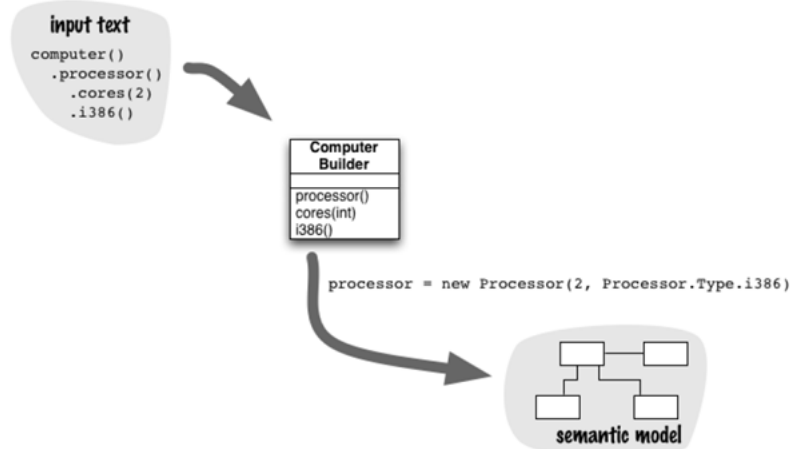 input text
computer()
.processor()
.cores(2)
.i386()
Computer
Builder
processor()
cores(int)
i386()
processor = new Processor(2, Processor.Type.i386)
semantic model